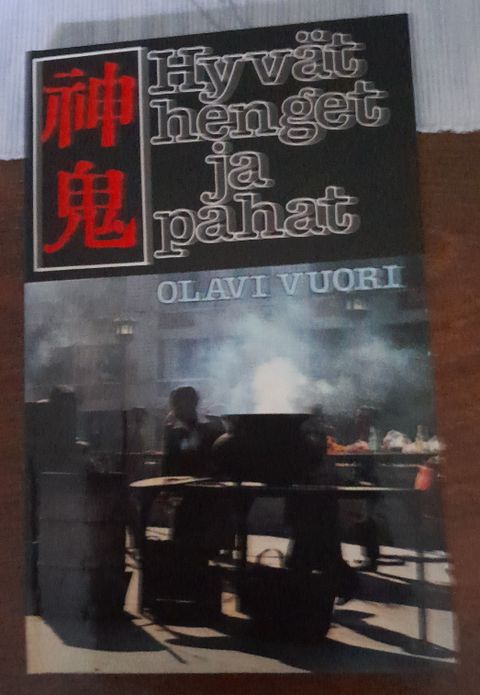 神
鬼
Hyvät
henget
ja
pahat
OLAVI VUORI